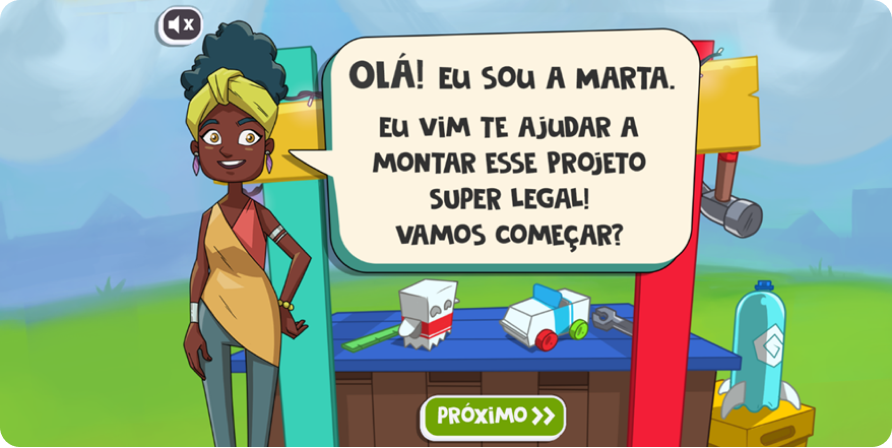 OLÁ! EU SOU A MARTA.
EU VIM TE AJUDAR A
MONTAR ESSE PROJETO
SUPER LEGAL!
VAMOS COMEÇAR?
PRÓXIMO >>